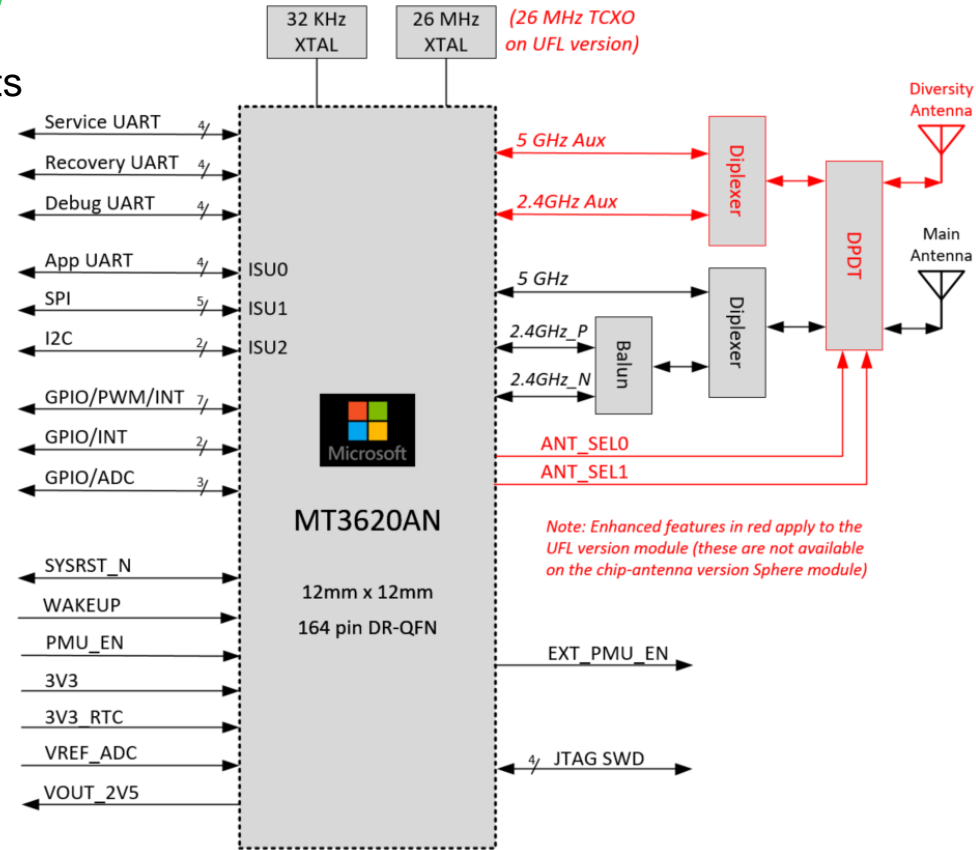 32 KHz
XTAL
26 MHz
XTAL
(26 MHz TCXO
on UFL version)
ts
Service UART
4
Recovery UART
4
Debug UART
4
App UART
4
ISU0
SPI
5
ISU1
I2C
2
ISU2
GPIO/PWM/INT
7
GPIO/INT
2
GPIO/ADC
3
SYSRST_N
WAKEUP
PMU_EN
3V3
3V3_RTC
VREF_ADC
VOUT_2V5
Microsoft
MT3620AN
12mm x 12mm
164 pin DR-QFN
5 GHz Aux
2.4GHz Aux
Diplexer
5 GHz
2.4GHz_P
2.4GHz_N
Balun
Diplexer
DPDT
Diversity
Antenna
Main
Antenna
ANT_SEL0
ANT_SEL1
Note: Enhanced features in red apply to the
UFL version module (these are not available
on the chip-antenna version Sphere module)
EXT_PMU_EN
4
JTAG SWD